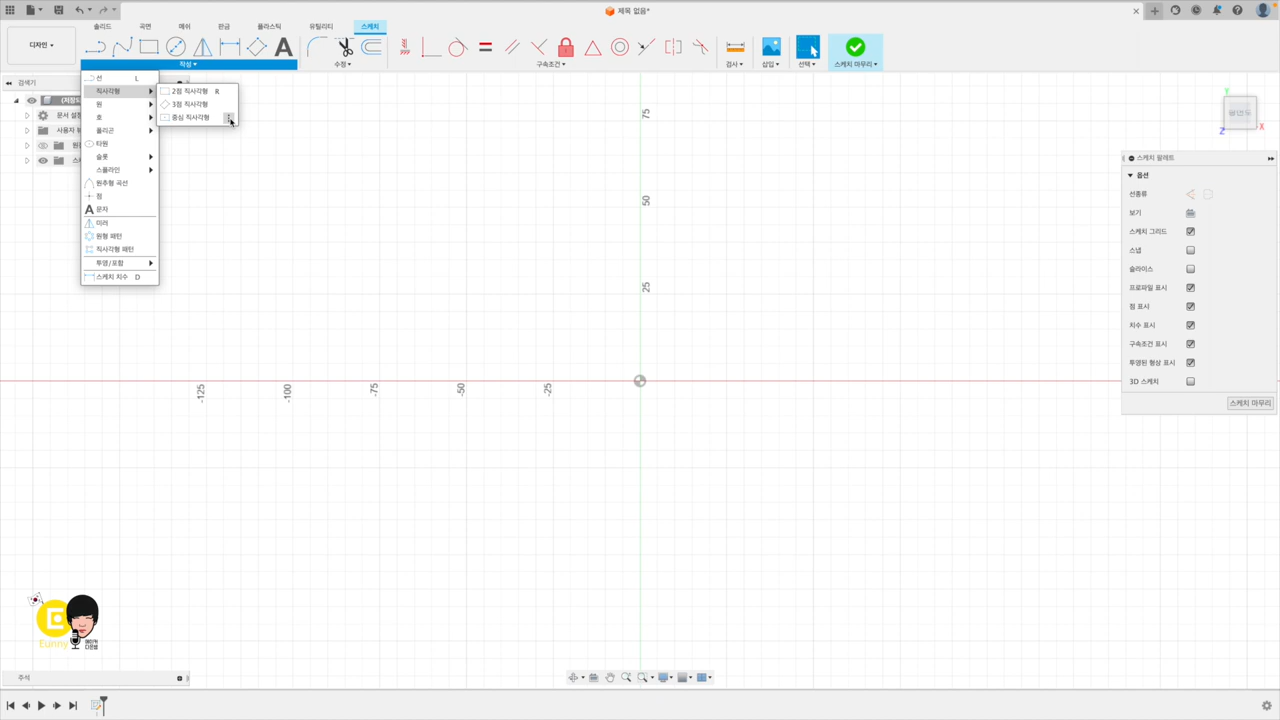 제목 없음*
솔리드 곡면 메쉬 판금 플라스틱 유틸리티 스케치
디자인
작성 수정 구속조건 검사 삽입 선택 스케치 마무리
검색기
문서 설정
선 L
직사각형
원
호
폴리곤
타원
슬롯
스플라인
원추형 곡선
점
문자
미러
원형 패턴
직사각형 패턴
투영/포함
스케치 치수 D
2점 직사각형 R
3점 직사각형
중심 직사각형
75
50
25
-125
-100
-75
-50
-25
Y
X
Z
스케치 팔레트
옵션
선종류
보기
스케치 그리드
스냅
슬라이스
프로파일 표시
점 표시
치수 표시
구속조건 표시
투영된 형상 표시
3D 스케치
스케치 마무리
Eunny
주석